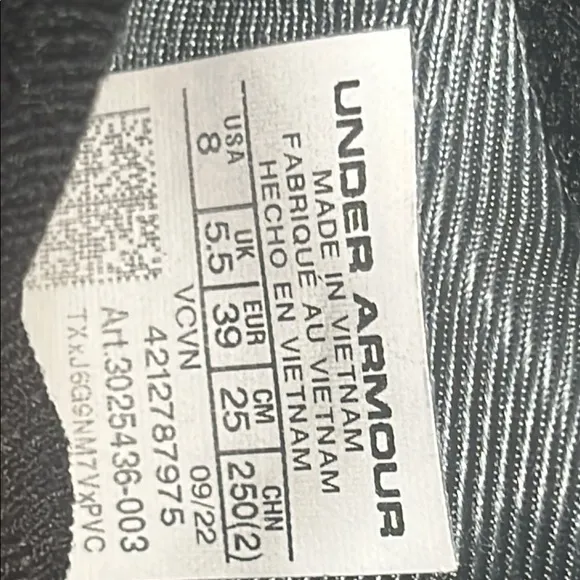 UNDER ARMOUR
MADE IN VIETNAM
FABRIQUÉ AU VIETNAM
HECHO EN VIETNAM
USA UK EUR CM CHN
8 5.5 39 25 250(2)
VCVN 09/22
4212787975
Art.3025436-003
TXxJ6G9NM7VxPVC